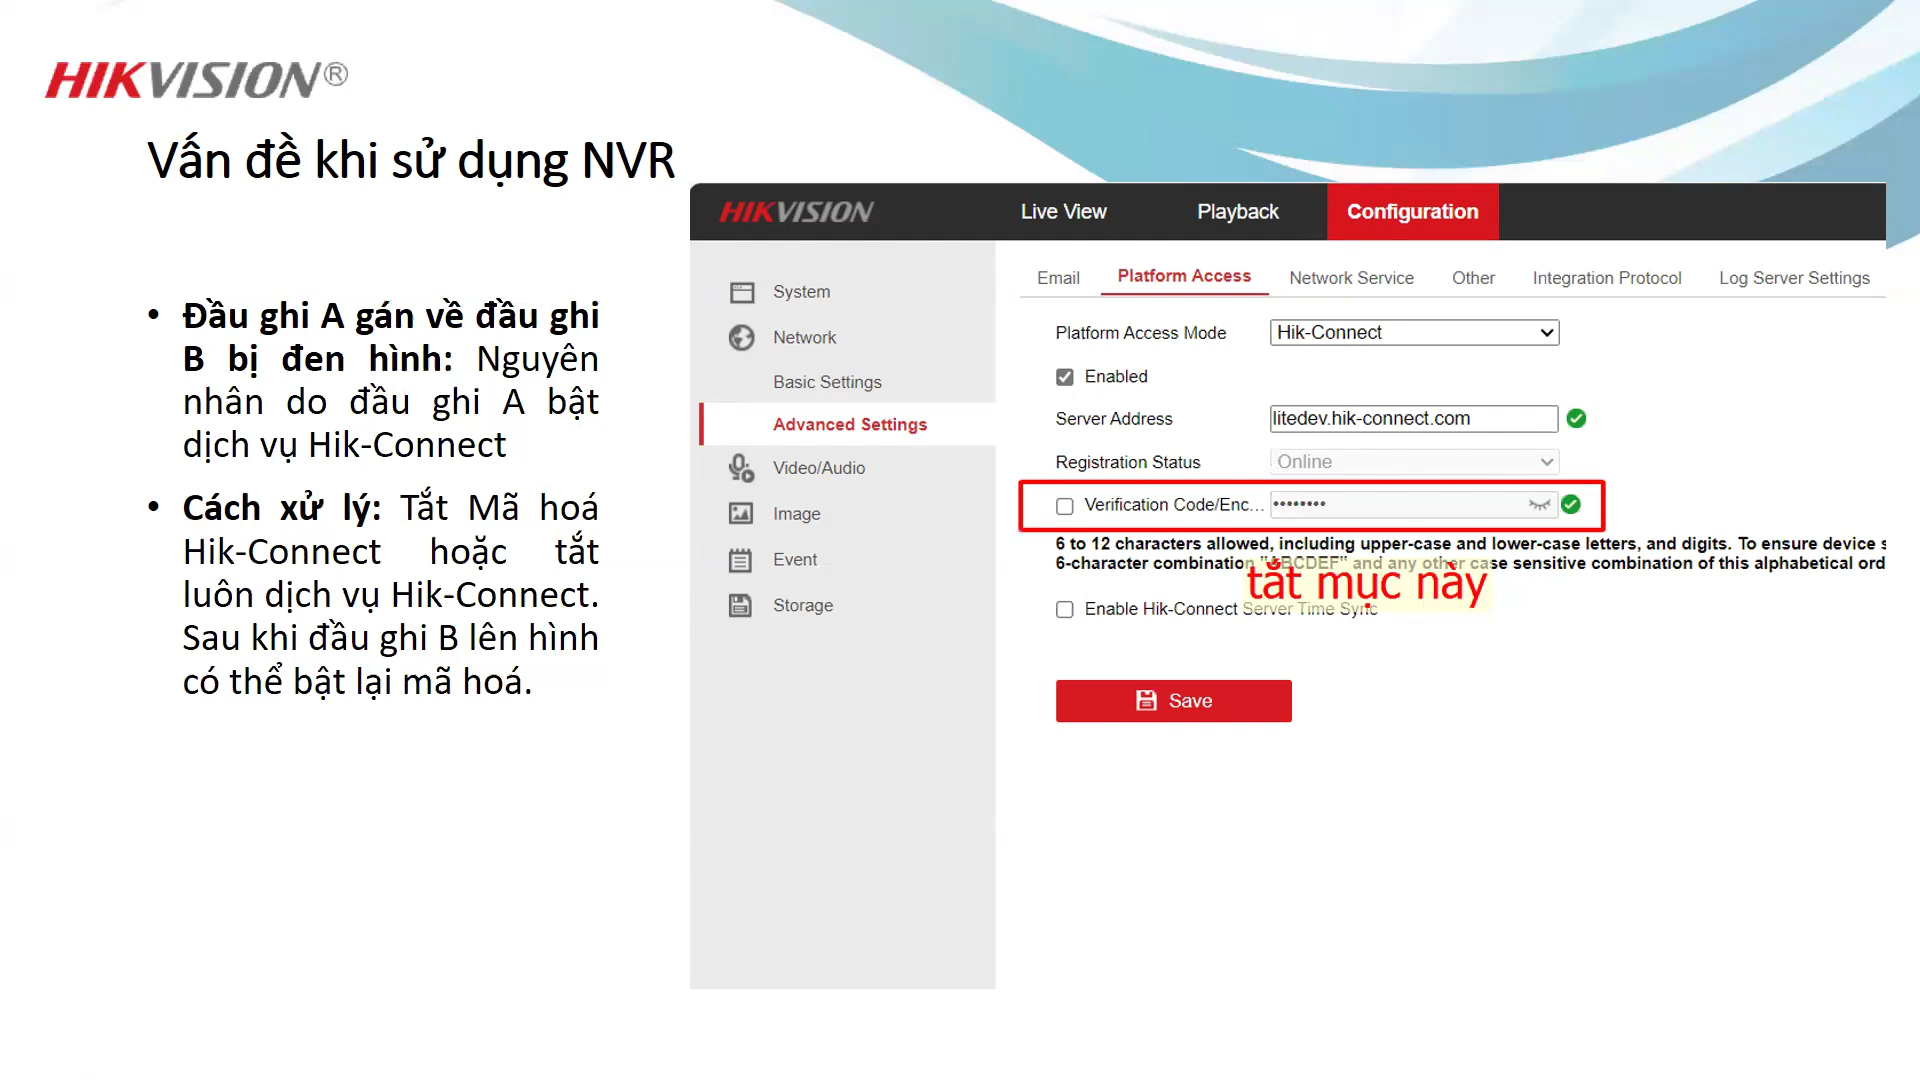 HIKVISION®
Vấn đề khi sử dụng NVR
• Đầu ghi A gán về đầu ghi
B bị đen hình: Nguyên
nhân do đầu ghi A bật
dịch vụ Hik-Connect
• Cách xử lý: Tắt Mã hoá
Hik-Connect hoặc tắt
luôn dịch vụ Hik-Connect.
Sau khi đầu ghi B lên hình
có thể bật lại mã hoá.
HIKVISION
Live View
Playback
Configuration
System
Network
Basic Settings
Advanced Settings
Video/Audio
Image
Event
Storage
Email
Platform Access
Network Service
Other
Integration Protocol
Log Server Settings
Platform Access Mode Hik-Connect
Enabled
Server Address litedev.hik-connect.com
Registration Status Online
Verification Code/Enc... ••••••••
6 to 12 characters allowed, including upper-case and lower-case letters, and digits. To ensure device s
6-character combination "ABCDEF" and any other case sensitive combination of this alphabetical ord
tắt mục này
Enable Hik-Connect Server Time Sync
Save